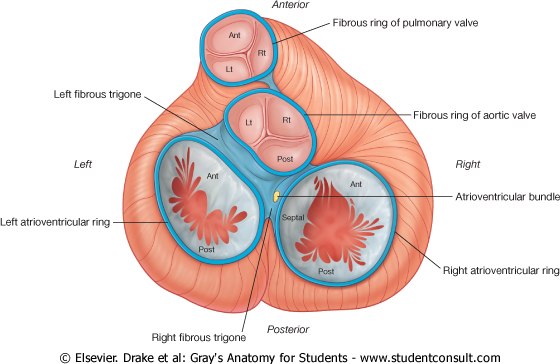 Anterior
Fibrous ring of pulmonary valve
Ant
Rt
Lt
Left fibrous trigone
Fibrous ring of aortic valve
Lt
Rt
Post
Left
Right
Ant
Ant
Atrioventricular bundle
Septal
Left atrioventricular ring
Post
Post
Right atrioventricular ring
Right fibrous trigone
Posterior
© Elsevier. Drake et al: Gray's Anatomy for Students - www.studentconsult.com